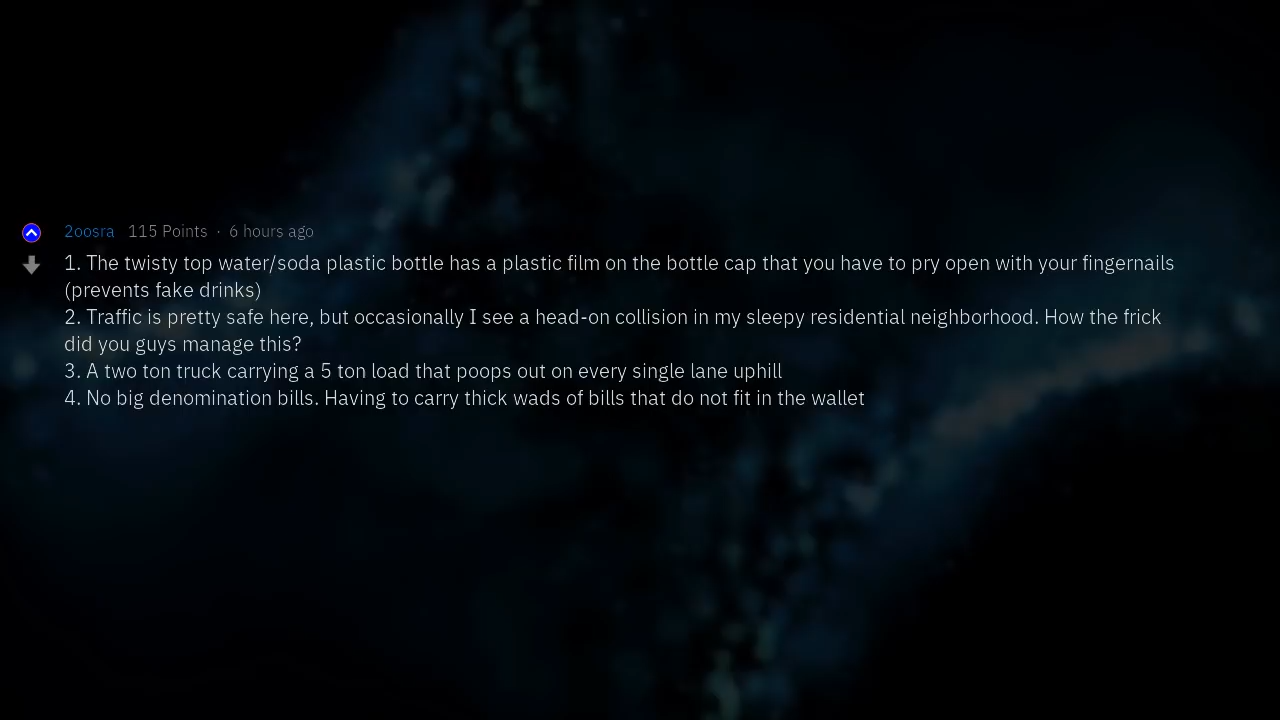 2oosra 115 Points · 6 hours ago
1. The twisty top water/soda plastic bottle has a plastic film on the bottle cap that you have to pry open with your fingernails
(prevents fake drinks)
2. Traffic is pretty safe here, but occasionally I see a head-on collision in my sleepy residential neighborhood. How the frick
did you guys manage this?
3. A two ton truck carrying a 5 ton load that poops out on every single lane uphill
4. No big denomination bills. Having to carry thick wads of bills that do not fit in the wallet